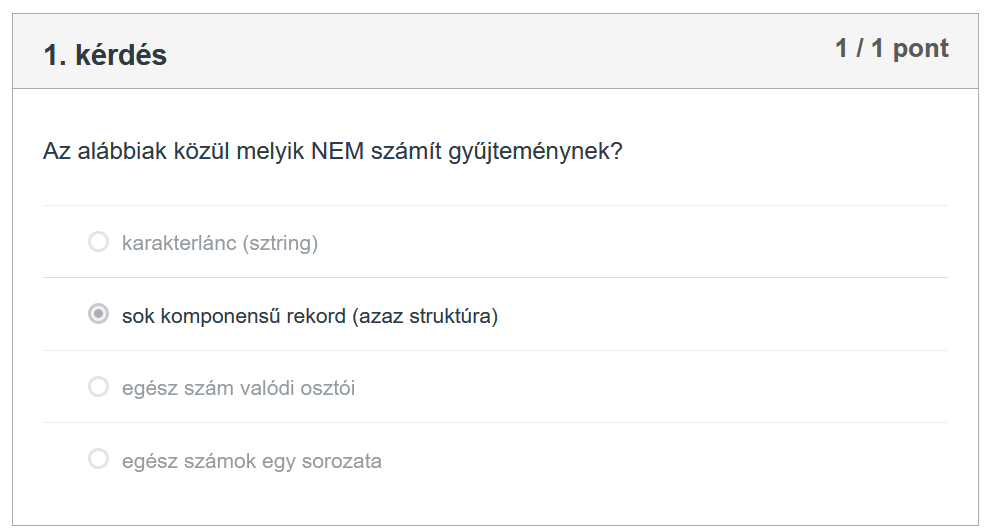 1. kérdés
1 / 1 pont
Az alábbiak közül melyik NEM számít gyűjteménynek?
karakterlánc (sztring)
sok komponensű rekord (azaz struktúra)
egész szám valódi osztói
egész számok egy sorozata